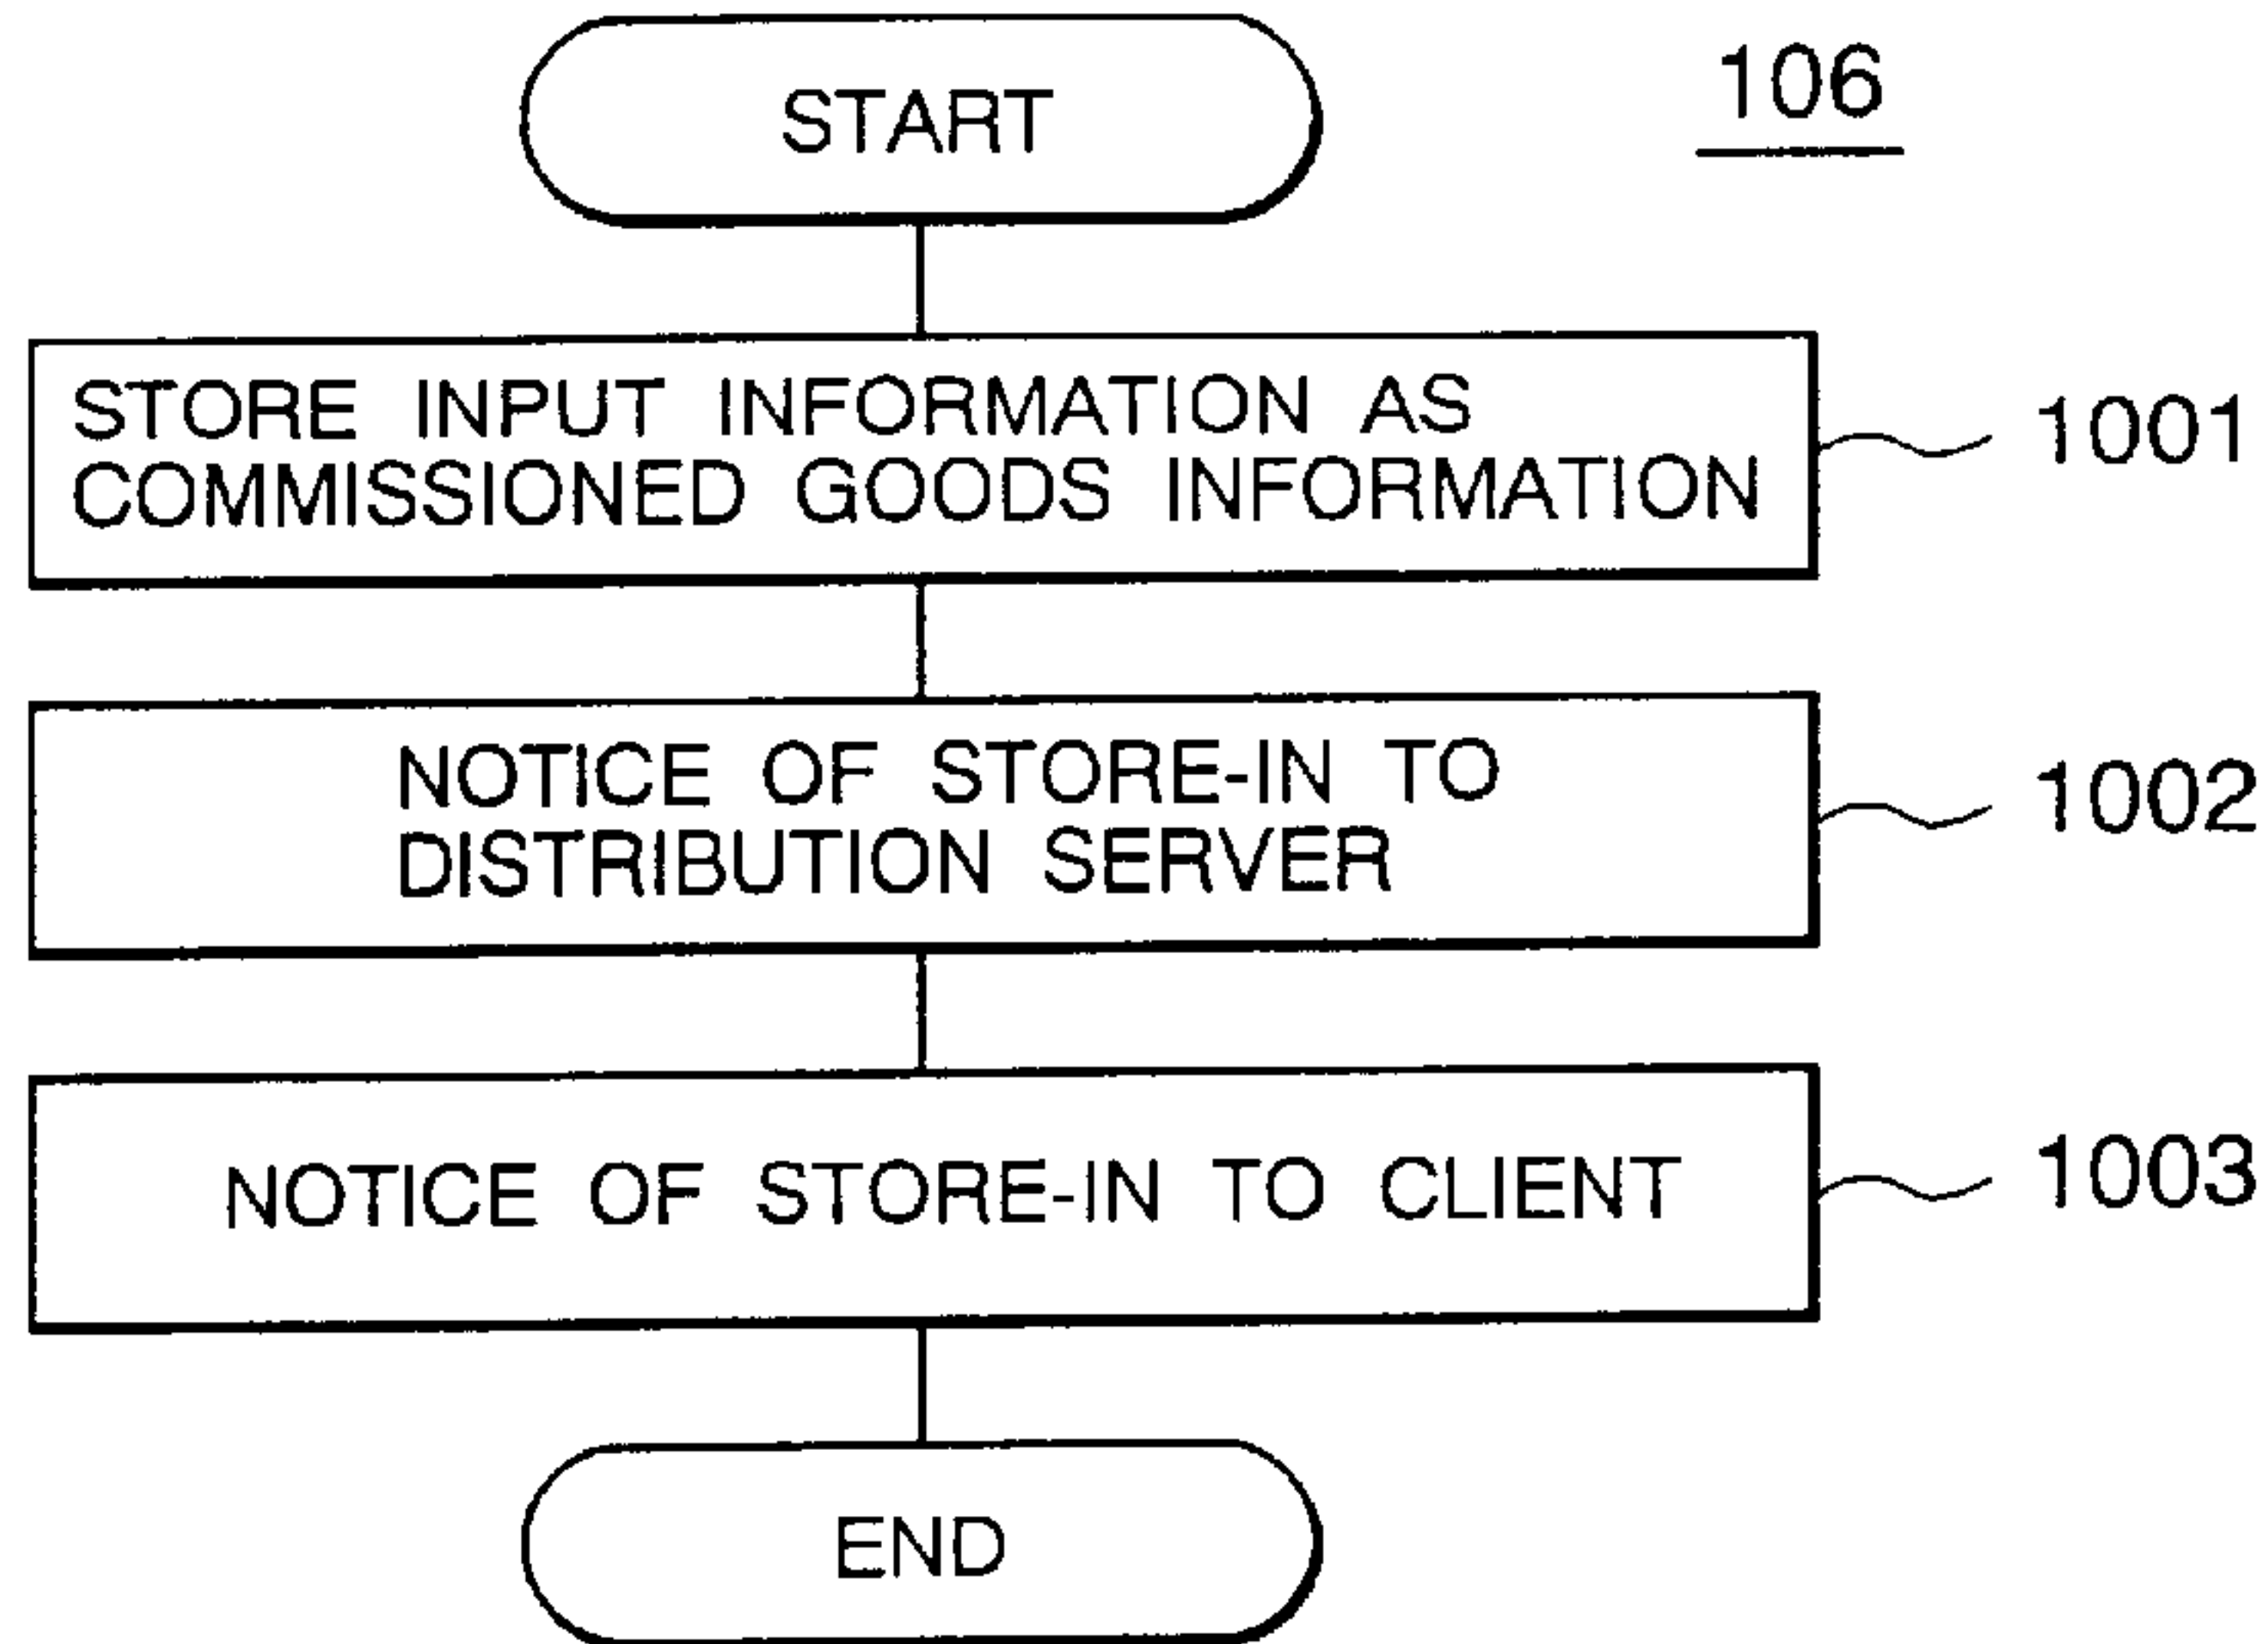 START
106
STORE INPUT INFORMATION AS
COMMISSIONED GOODS INFORMATION
1001
NOTICE OF STORE-IN TO
DISTRIBUTION SERVER
1002
NOTICE OF STORE-IN TO CLIENT
1003
END